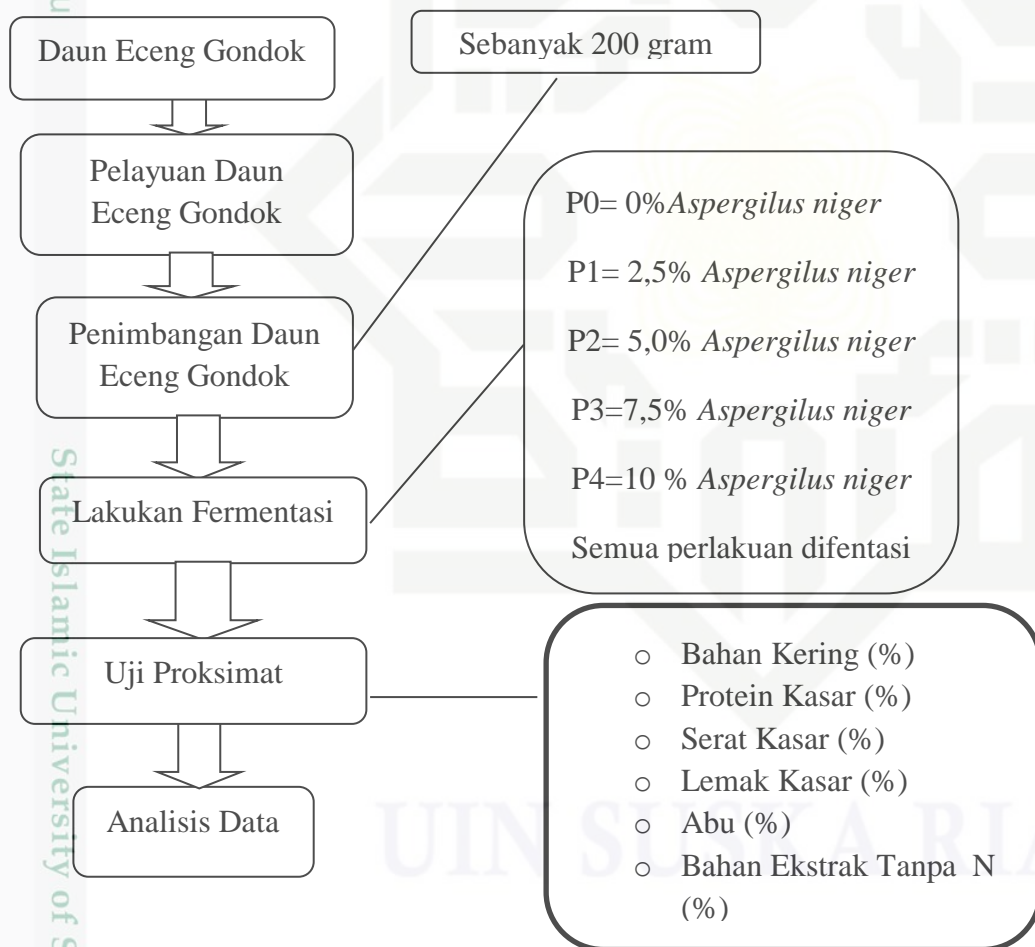 Daun Eceng Gondok
Sebanyak 200 gram
Pelayuan Daun
Eceng Gondok
Penimbangan Daun
Eceng Gondok
Lakukan Fermentasi
P0= 0%Aspergilus niger
P1= 2,5% Aspergilus niger
P2= 5,0% Aspergilus niger
P3=7,5% Aspergilus niger
P4=10 % Aspergilus niger
Semua perlakuan difentasi
Uji Proksimat
○ Bahan Kering (%)
○ Protein Kasar (%)
○ Serat Kasar (%)
○ Lemak Kasar (%)
○ Abu (%)
○ Bahan Ekstrak Tanpa N
(%)
Analisis Data
State Islamic University of S
UIN SUSKA RIA